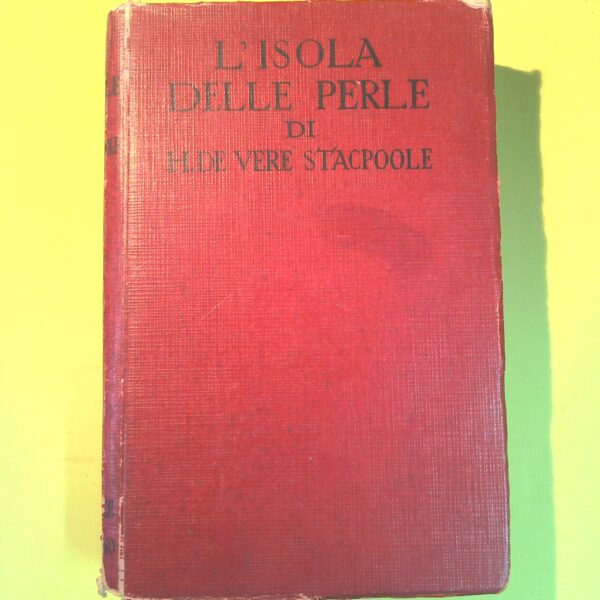 L'ISOLA
DELLE PERLE
DI
H. DE VERE STACPOOLE